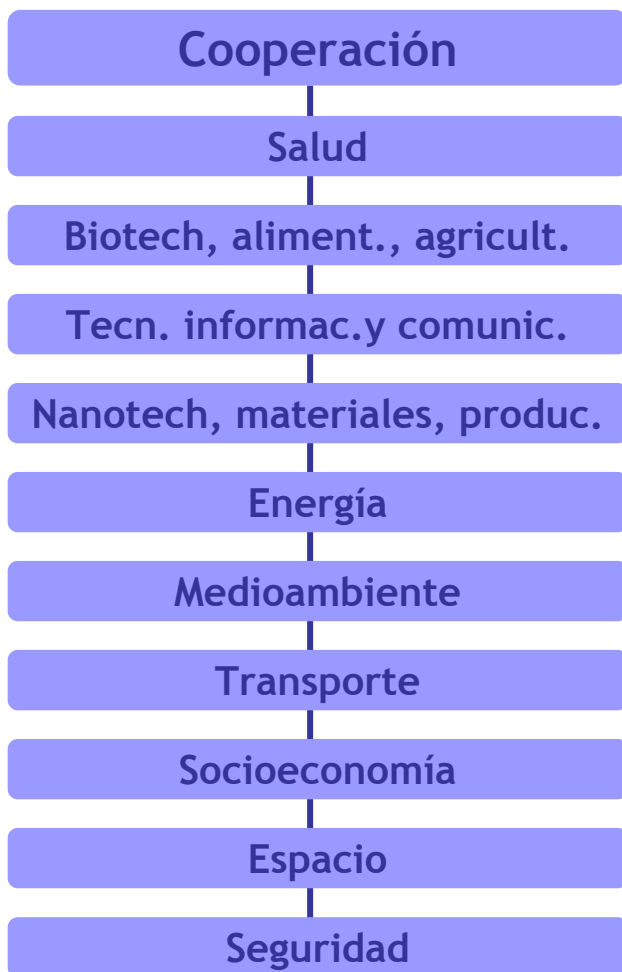 Cooperación
Salud
Biotech, aliment., agricult.
Tecn. informac.y comunic.
Nanotech, materiales, produc.
Energía
Medioambiente
Transporte
Socioeconomía
Espacio
Seguridad